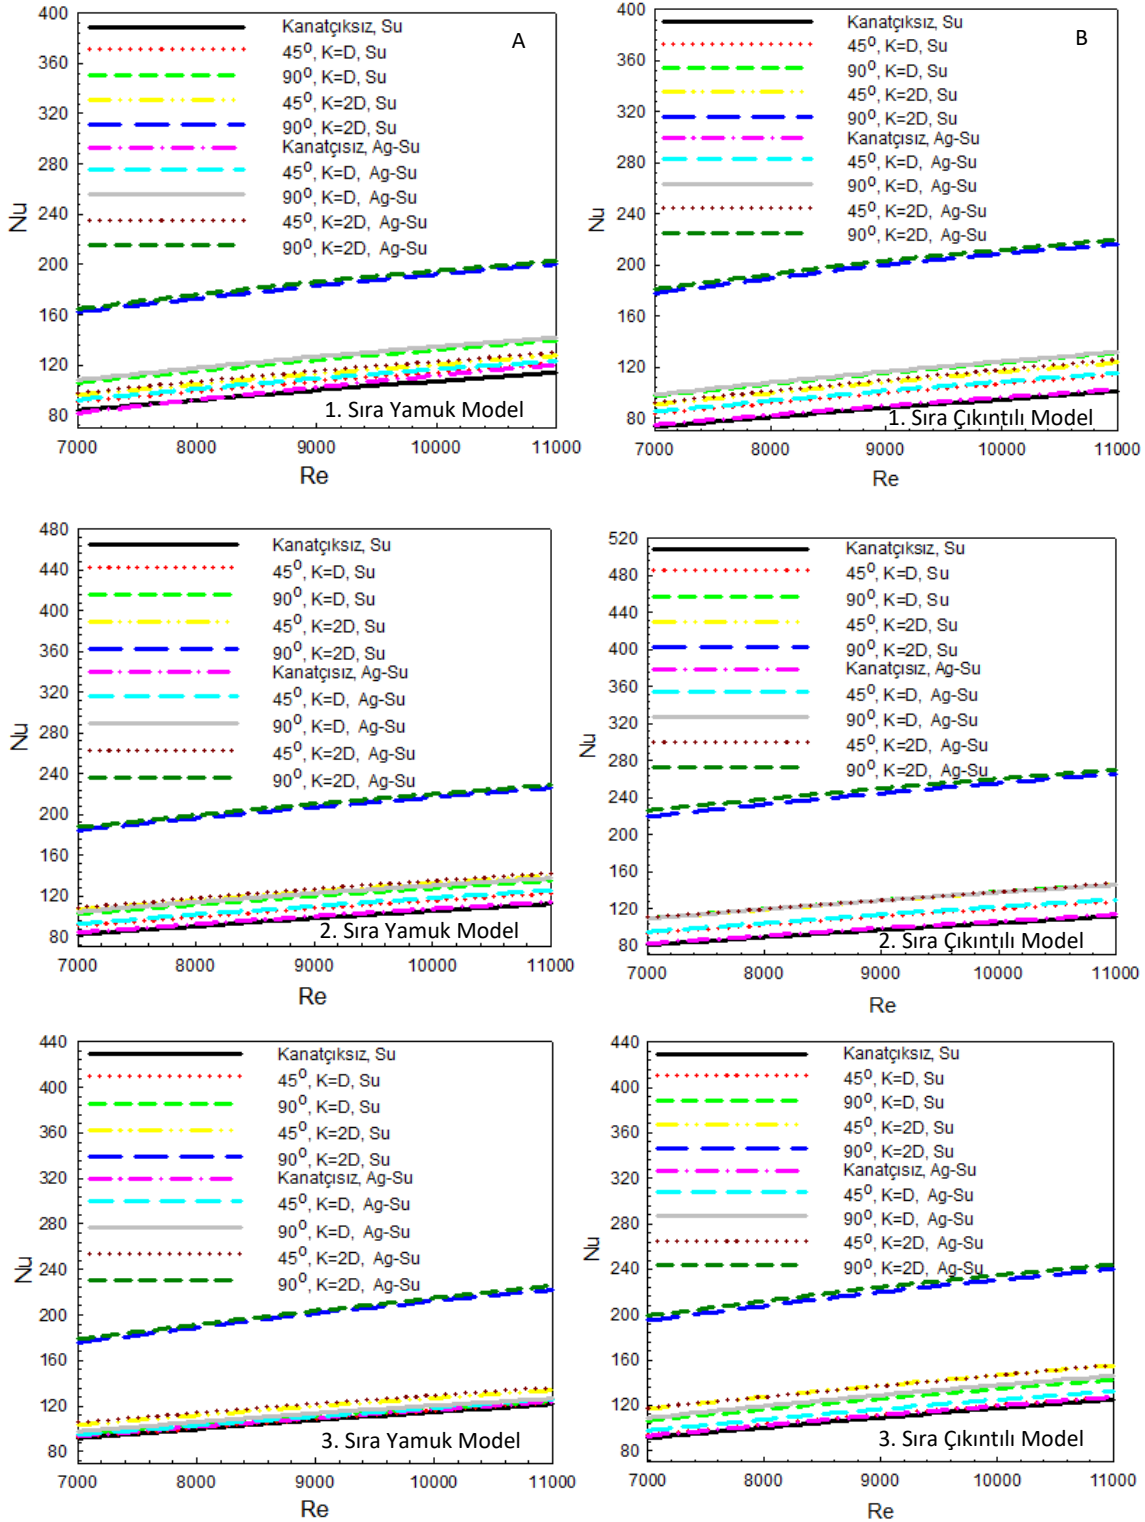 A
Nu
400
360
320
280
240
200
160
120
80
Kanatçıksız, Su
45⁰, K=D, Su
90⁰, K=D, Su
45⁰, K=2D, Su
90⁰, K=2D, Su
Kanatçısız, Ag-Su
45⁰, K=D, Ag-Su
90⁰, K=D, Ag-Su
45⁰, K=2D, Ag-Su
90⁰, K=2D, Ag-Su
1. Sıra Yamuk Model
7000 8000 9000 10000 11000
Re
B
Nu
400
360
320
280
240
200
160
120
80
Kanatçıksız, Su
45⁰, K=D, Su
90⁰, K=D, Su
45⁰, K=2D, Su
90⁰, K=2D, Su
Kanatçısız, Ag-Su
45⁰, K=D, Ag-Su
90⁰, K=D, Ag-Su
45⁰, K=2D, Ag-Su
90⁰, K=2D, Ag-Su
1. Sıra Çıkıntılı Model
7000 8000 9000 10000 11000
Re
Nu
480
440
400
360
320
280
240
200
160
120
80
Kanatçıksız, Su
45⁰, K=D, Su
90⁰, K=D, Su
45⁰, K=2D, Su
90⁰, K=2D, Su
Kanatçısız, Ag-Su
45⁰, K=D, Ag-Su
90⁰, K=D, Ag-Su
45⁰, K=2D, Ag-Su
90⁰, K=2D, Ag-Su
2. Sıra Yamuk Model
7000 8000 9000 10000 11000
Re
Nu
520
480
440
400
360
320
280
240
200
160
120
80
Kanatçıksız, Su
45⁰, K=D, Su
90⁰, K=D, Su
45⁰, K=2D, Su
90⁰, K=2D, Su
Kanatçısız, Ag-Su
45⁰, K=D, Ag-Su
90⁰, K=D, Ag-Su
45⁰, K=2D, Ag-Su
90⁰, K=2D, Ag-Su
2. Sıra Çıkıntılı Model
7000 8000 9000 10000 11000
Re
Nu
440
400
360
320
280
240
200
160
120
80
Kanatçıksız, Su
45⁰, K=D, Su
90⁰, K=D, Su
45⁰, K=2D, Su
90⁰, K=2D, Su
Kanatçısız, Ag-Su
45⁰, K=D, Ag-Su
90⁰, K=D, Ag-Su
45⁰, K=2D, Ag-Su
90⁰, K=2D, Ag-Su
3. Sıra Yamuk Model
7000 8000 9000 10000 11000
Re
Nu
440
400
360
320
280
240
200
160
120
80
Kanatçıksız, Su
45⁰, K=D, Su
90⁰, K=D, Su
45⁰, K=2D, Su
90⁰, K=2D, Su
Kanatçısız, Ag-Su
45⁰, K=D, Ag-Su
90⁰, K=D, Ag-Su
45⁰, K=2D, Ag-Su
90⁰, K=2D, Ag-Su
3. Sıra Çıkıntılı Model
7000 8000 9000 10000 11000
Re